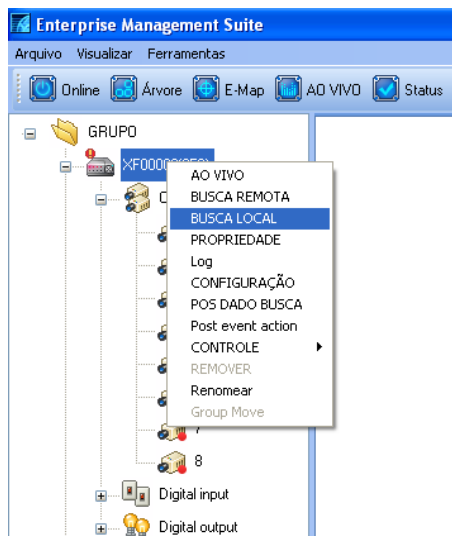 Enterprise Management Suite
Arquivo Visualizar Ferramentas
Online Árvore E-Map AO VIVO Status
GRUPO
AO VIVO
BUSCA REMOTA
BUSCA LOCAL
PROPRIEDADE
Log
CONFIGURAÇÃO
POS DADO BUSCA
Post event action
CONTROLE
REMOVER
Renomear
Group Move
7
8
Digital input
Digital output